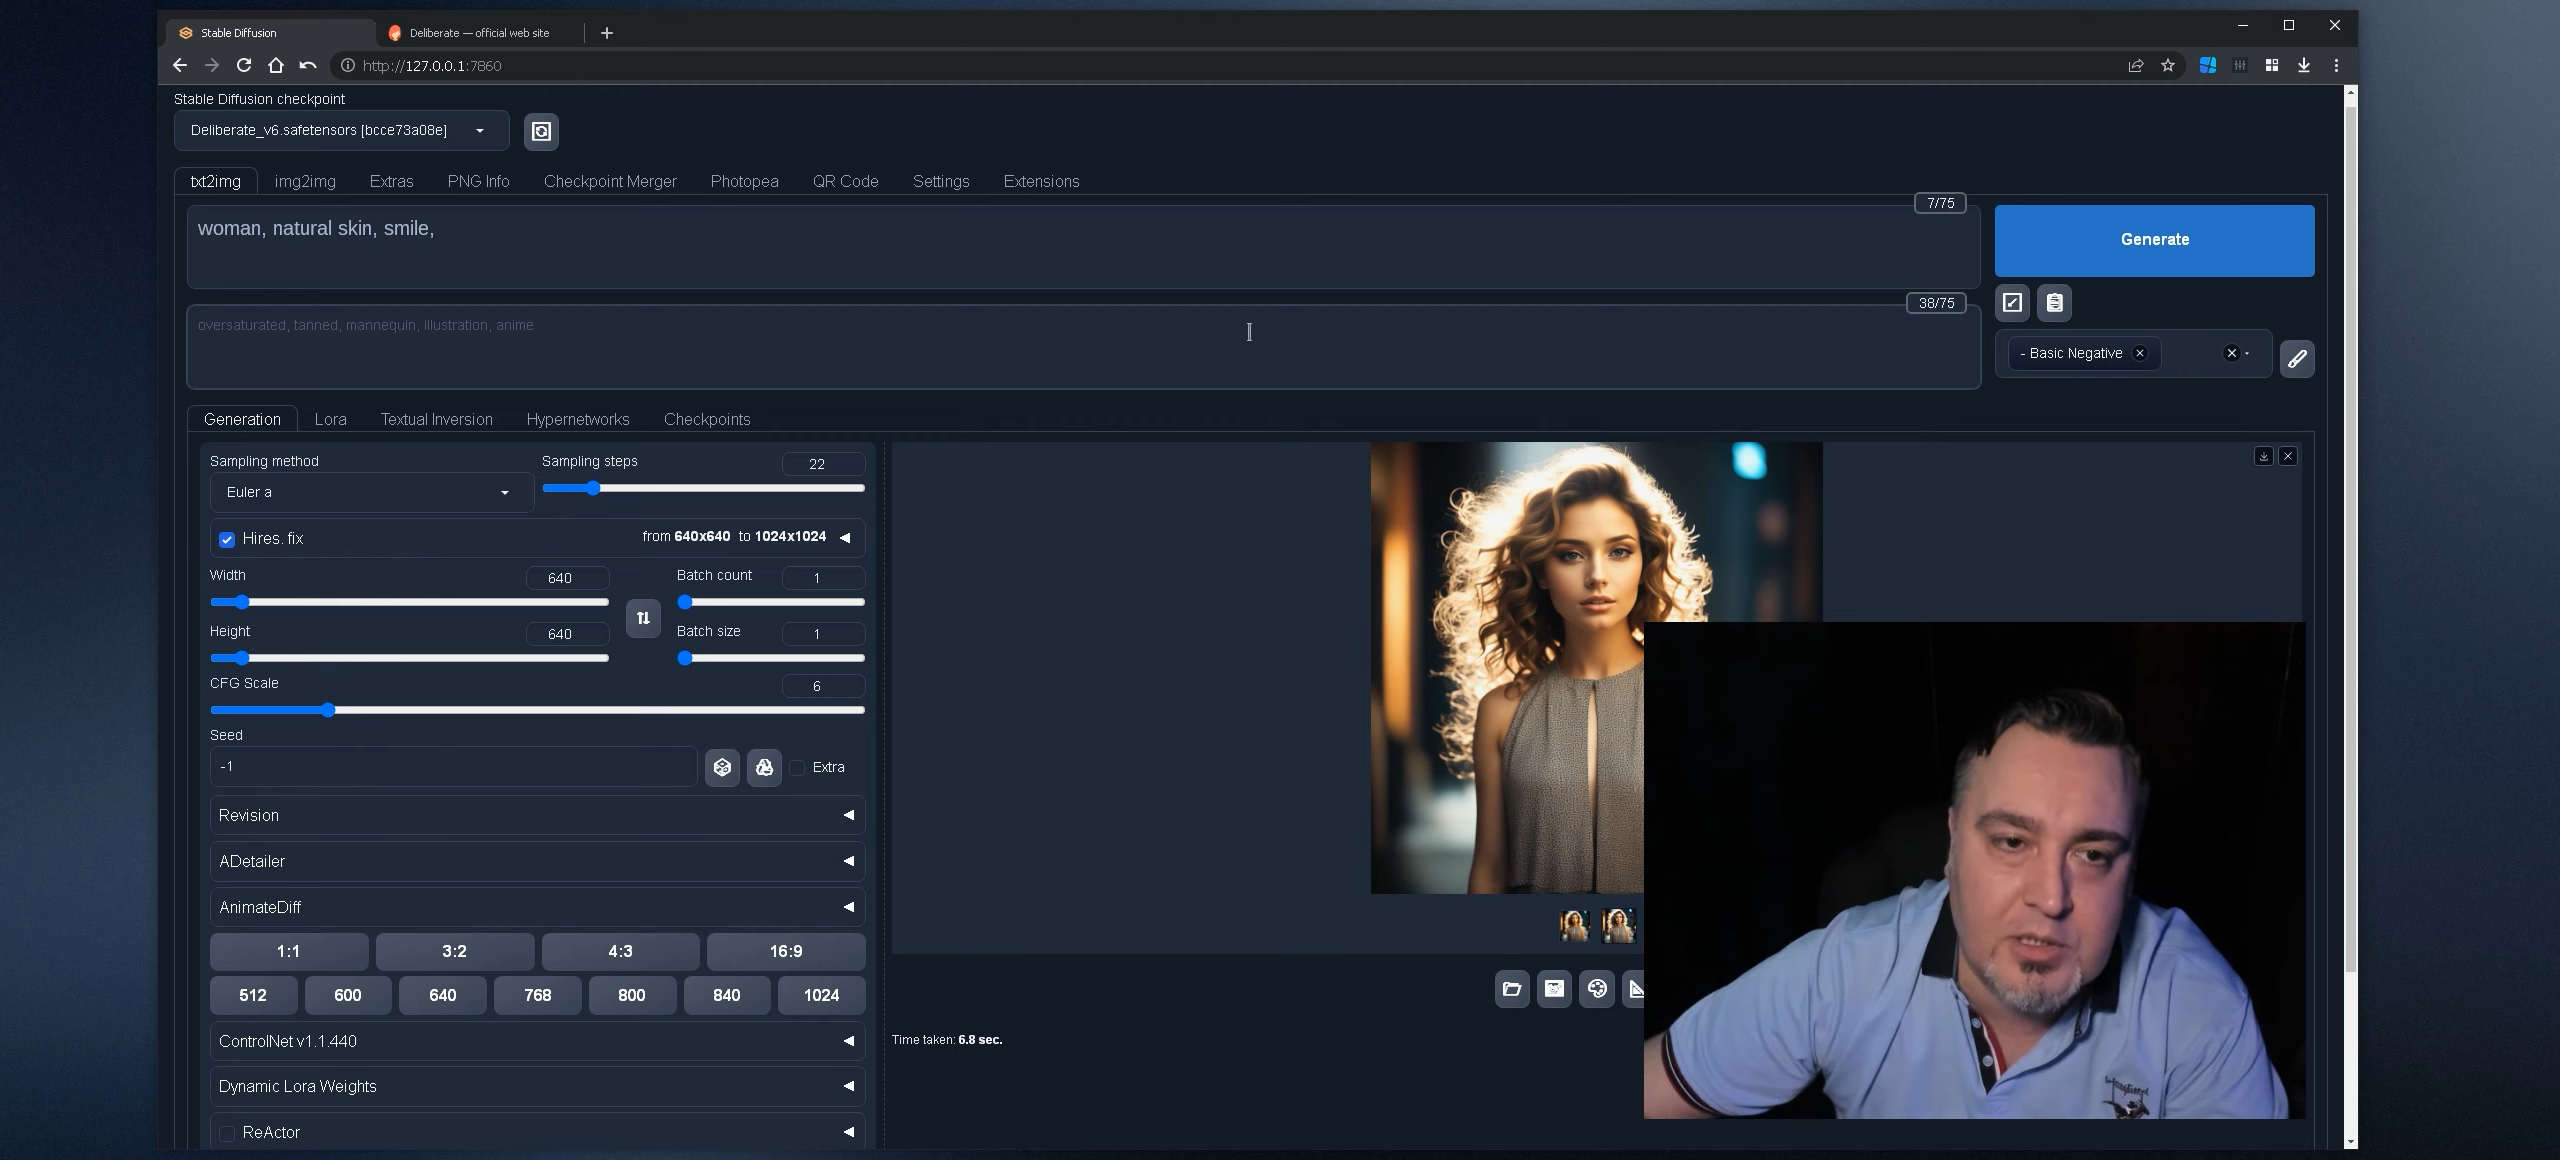 Stable Diffusion
Deliberate — official web site
http://127.0.0.1:7860
Stable Diffusion checkpoint
Deliberate_v6.safetensors [bcce73a08e]
txt2img img2img Extras PNG Info Checkpoint Merger Photopea QR Code Settings Extensions
7/75
woman, natural skin, smile,
Generate
38/75
oversaturated, tanned, mannequin, illustration, anime
- Basic Negative
Generation Lora Textual Inversion Hypernetworks Checkpoints
Sampling method
Sampling steps
22
Euler a
Hires. fix
from 640x640 to 1024x1024
Width
640
Batch count
1
Height
640
Batch size
1
CFG Scale
6
Seed
-1
Extra
Revision
ADetailer
AnimateDiff
1:1 3:2 4:3 16:9
512 600 640 768 800 840 1024
ControlNet v1.1.440
Dynamic Lora Weights
ReActor
Time taken: 6.8 sec.